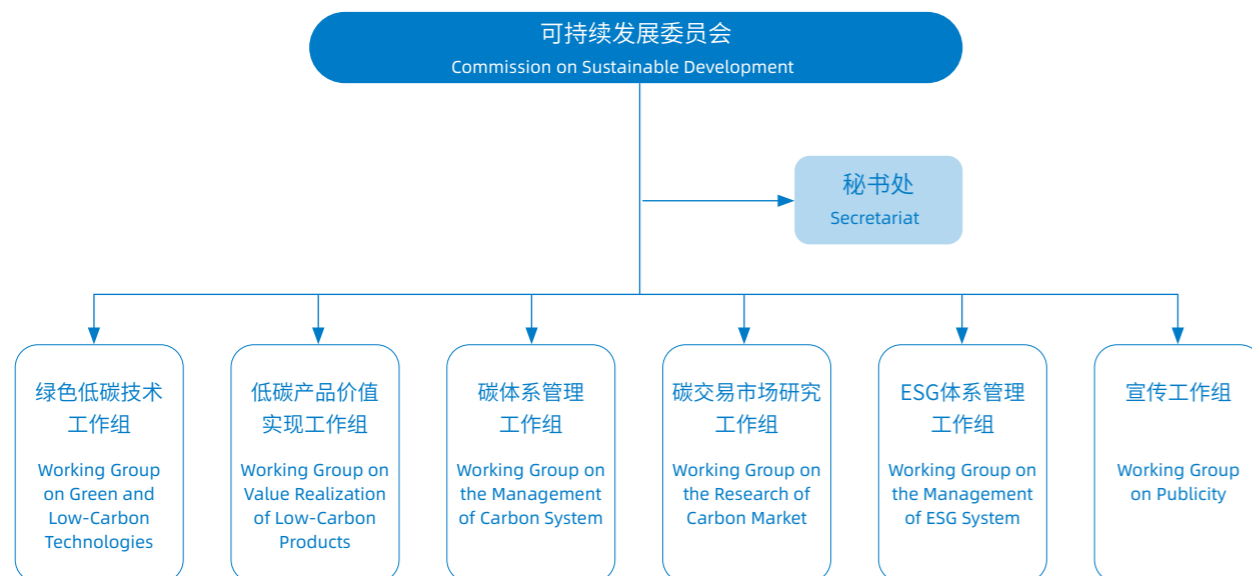 可持续发展委员会
Commission on Sustainable Development
秘书处
Secretariat
绿色低碳技术
工作组
Working Group
on Green and
Low-Carbon
Technologies
低碳产品价值
实现工作组
Working Group on
Value Realization
of Low-Carbon
Products
碳体系管理
工作组
Working Group on
the Management
of Carbon System
碳交易市场研究
工作组
Working Group on
the Research of
Carbon Market
ESG体系管理
工作组
Working Group on
the Management
of ESG System
宣传工作组
Working Group
on Publicity